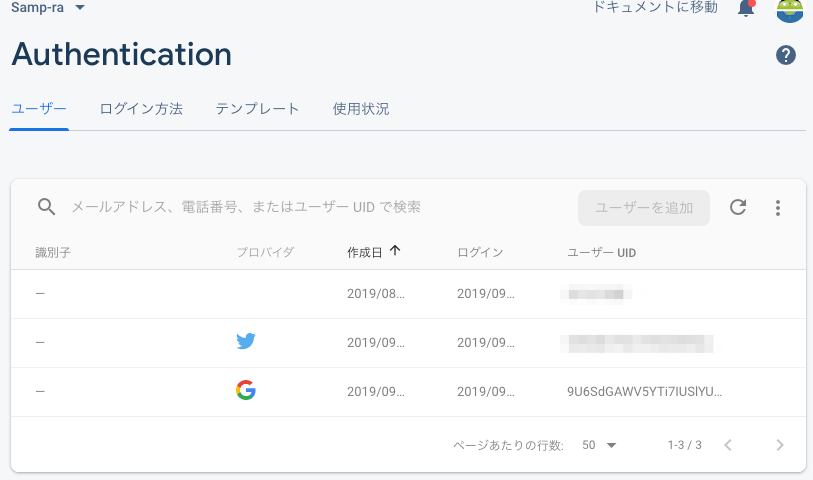 Samp-ra ドキュメントに移動
Authentication
ユーザー ログイン方法 テンプレート 使用状況
メールアドレス、電話番号、またはユーザー UID で検索 ユーザーを追加
識別子 プロバイダ 作成日 ログイン ユーザー UID
— 2019/08... 2019/09...
— 2019/09... 2019/09...
— 2019/09... 2019/09... 9U6SdGAWV5YTi7IUSlYU...
ページあたりの行数: 50 1-3 / 3